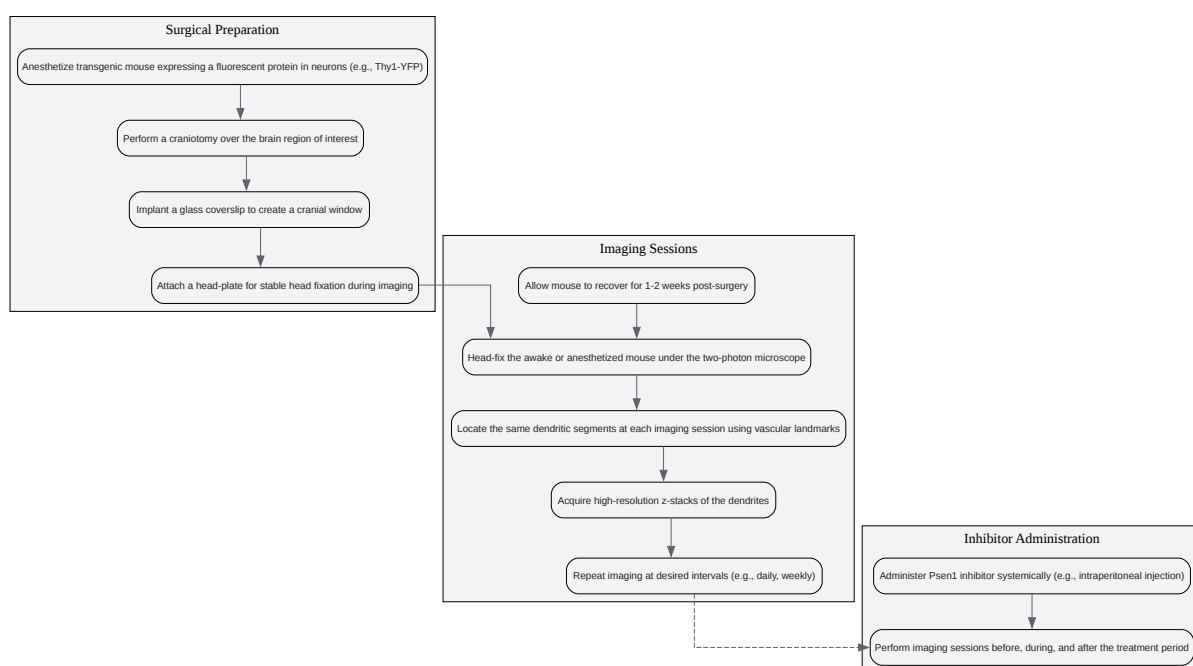 Surgical Preparation
Anesthetize transgenic mouse expressing a fluorescent protein in neurons (e.g., Thy1-YFP)
Perform a craniotomy over the brain region of interest
Implant a glass coverslip to create a cranial window
Attach a head-plate for stable head fixation during imaging
Imaging Sessions
Allow mouse to recover for 1-2 weeks post-surgery
Head-fix the awake or anesthetized mouse under the two-photon microscope
Locate the same dendritic segments at each imaging session using vascular landmarks
Acquire high-resolution z-stacks of the dendrites
Repeat imaging at desired intervals (e.g., daily, weekly)
Inhibitor Administration
Administer Psen1 inhibitor systemically (e.g., intraperitoneal injection)
Perform imaging sessions before, during, and after the treatment period